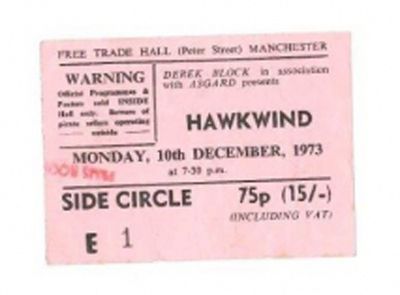 FREE TRADE HALL (Peter Street) MANCHESTER
WARNING
Official Programmes &
Posters sold INSIDE
Hall only. Beware of
pirate sellers operating
outside
DEREK BLOCK in association
with ASGARD presents
HAWKWIND
MONDAY, 10th DECEMBER, 1973
at 7-30 p.m.
SIDE CIRCLE
75p (15/-)
(INCLUDING VAT)
E 1